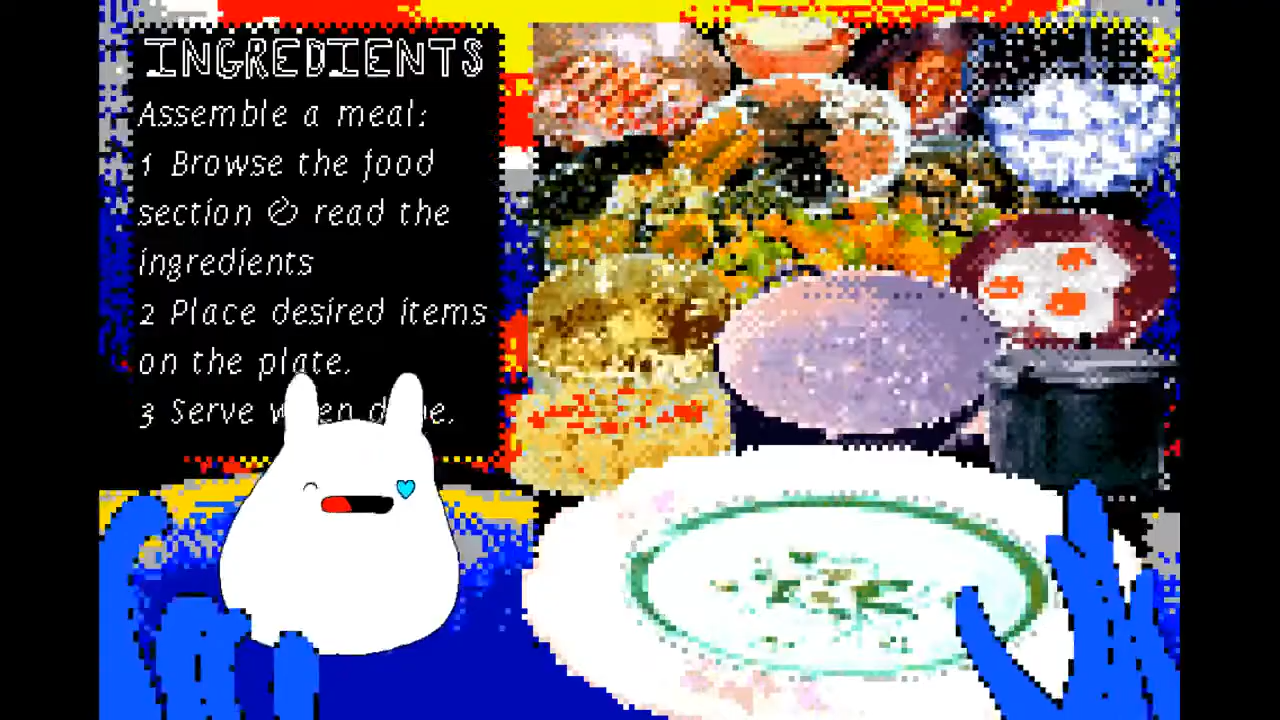 INGREDIENTS
Assemble a meal:
1 Browse the food
section & read the
ingredients
2 Place desired items
on the plate.
3 Serve